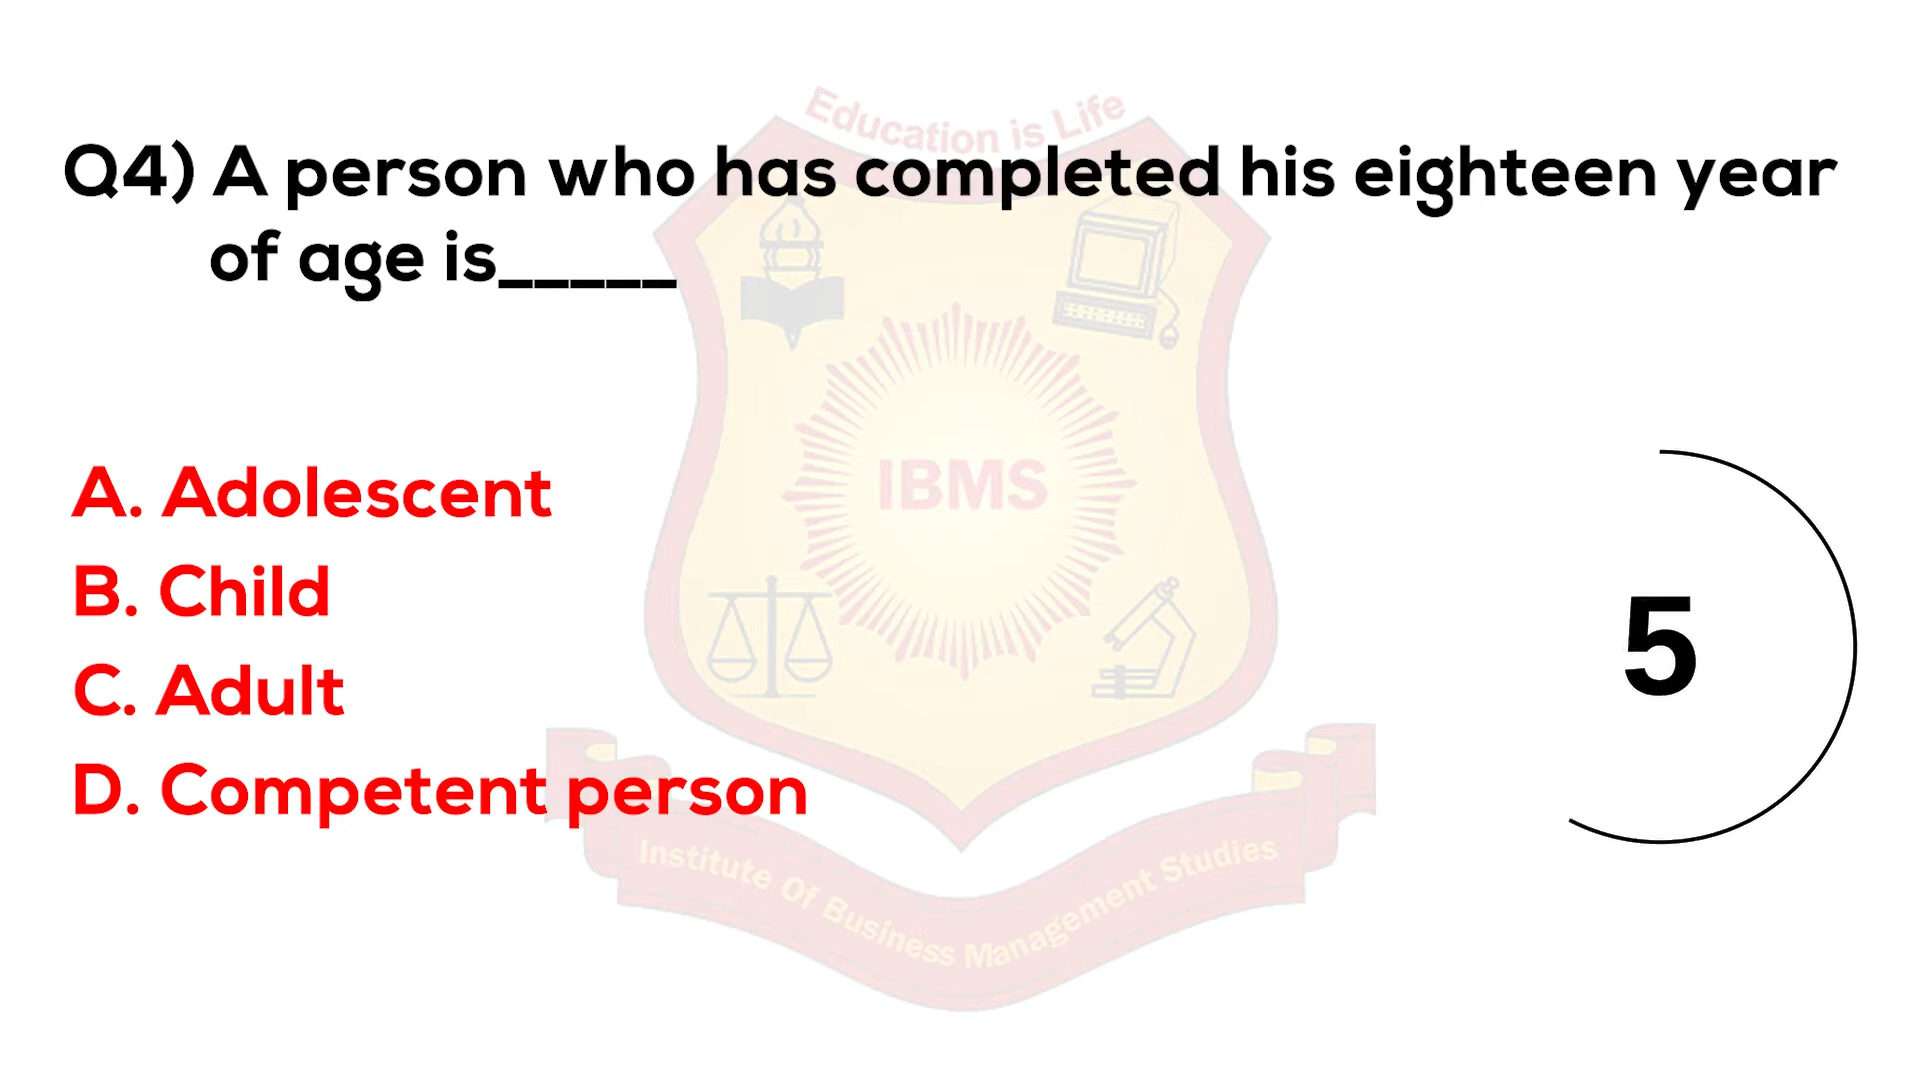 Education is Life
Q4) A person who has completed his eighteen year
of age is_____
IBMS
A. Adolescent
B. Child
C. Adult
D. Competent person
5
Institute Of Business Management Studies